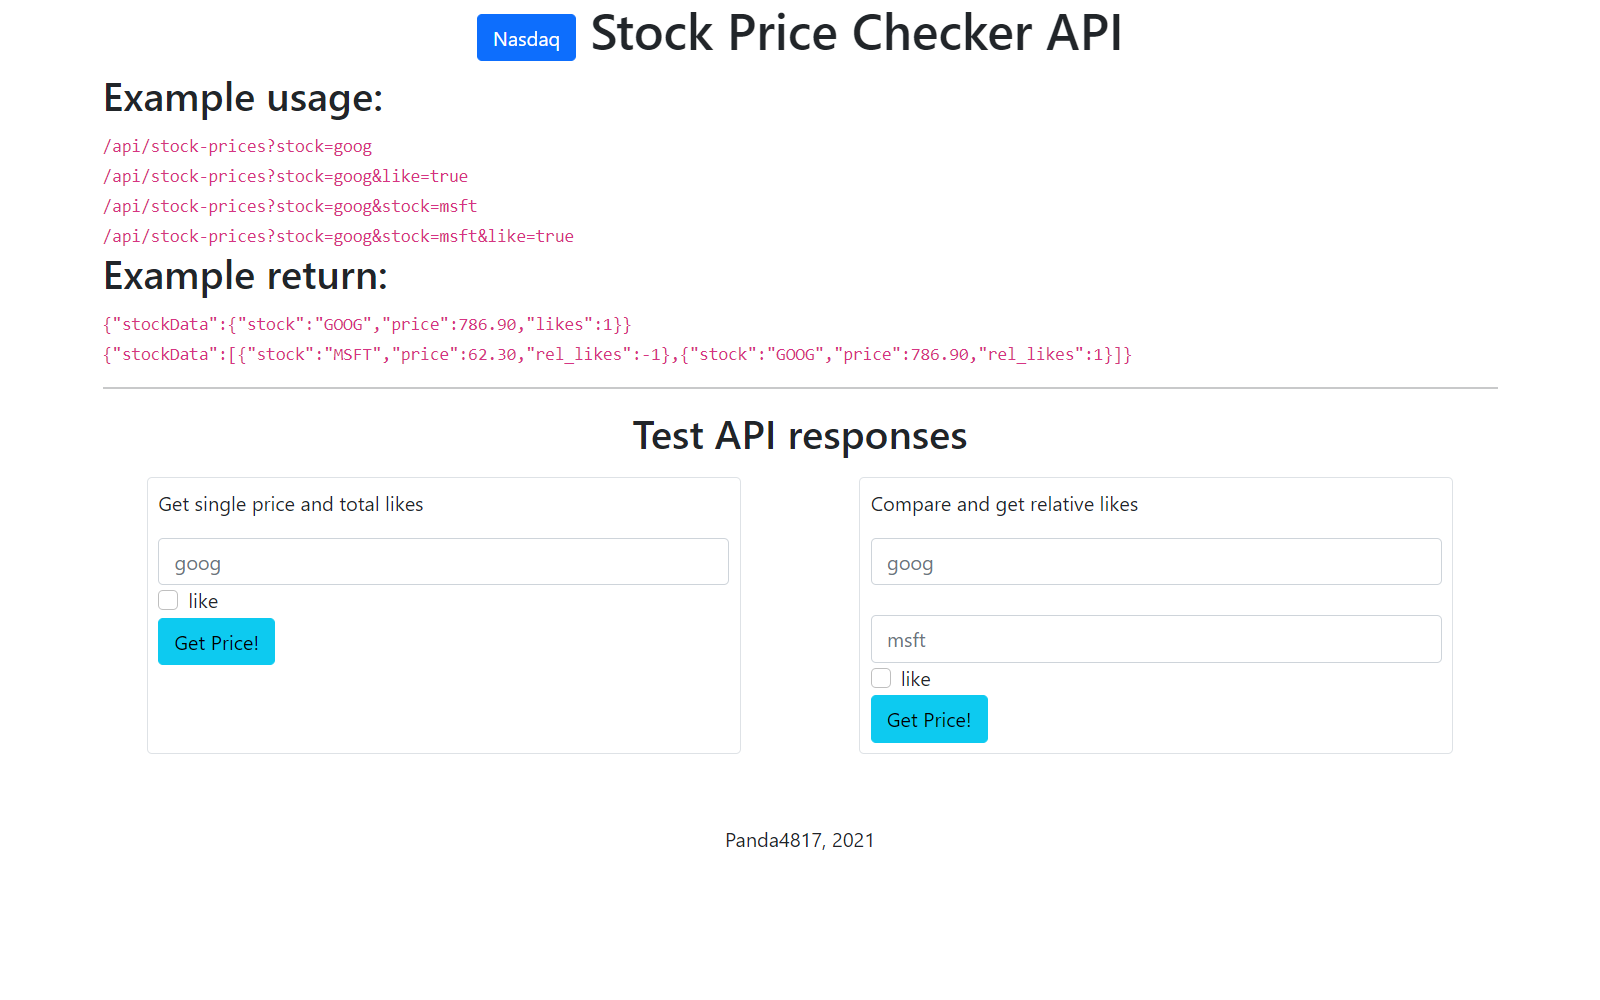 Nasdaq Stock Price Checker API
Example usage:
/api/stock-prices?stock=goog
/api/stock-prices?stock=goog&like=true
/api/stock-prices?stock=goog&stock=msft
/api/stock-prices?stock=goog&stock=msft&like=true
Example return:
{"stockData":{"stock":"GOOG","price":786.90,"likes":1}}
{"stockData":[{"stock":"MSFT","price":62.30,"rel_likes":-1},{"stock":"GOOG","price":786.90,"rel_likes":1}]}
Test API responses
Get single price and total likes
goog
like
Get Price!
Compare and get relative likes
goog
msft
like
Get Price!
Panda4817, 2021